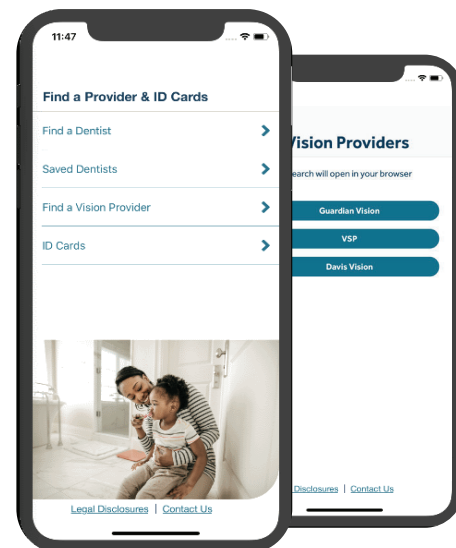 11:47
Find a Provider & ID Cards
Find a Dentist
Saved Dentists
Find a Vision Provider
ID Cards
Legal Disclosures | Contact Us
Vision Providers
will open in your browser
Guardian Vision
VSP
Davis Vision
Disclosures | Contact Us